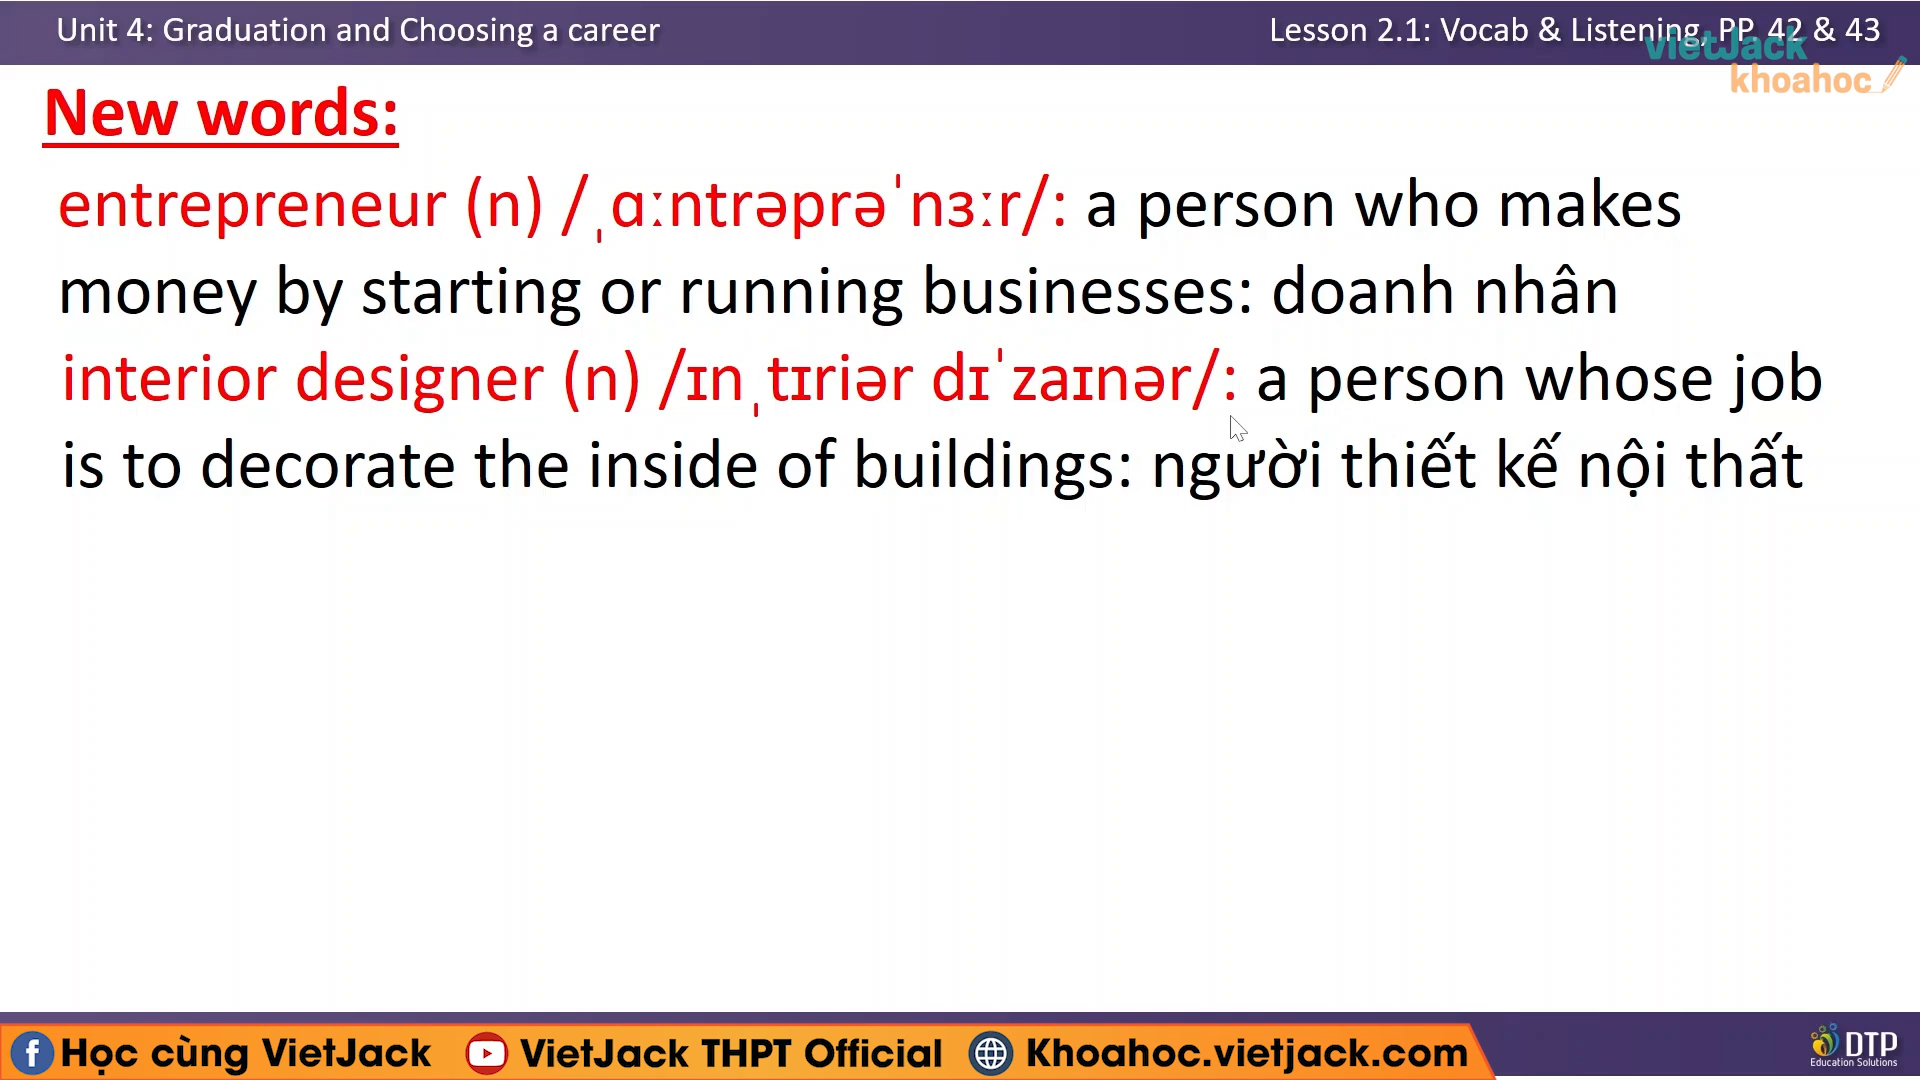 Unit 4: Graduation and Choosing a career
Lesson 2.1: Vocab & Listening, PP. 42 & 43
vietJack
khoahoc
New words:
entrepreneur (n) /ˌɑːntrəprəˈnɜːr/: a person who makes
money by starting or running businesses: doanh nhân
interior designer (n) /ɪnˌtɪriər dɪˈzaɪnər/: a person whose job
is to decorate the inside of buildings: người thiết kế nội thất
Học cùng VietJack
VietJack THPT Official
Khoahoc.vietjack.com
DTP
Education Solutions